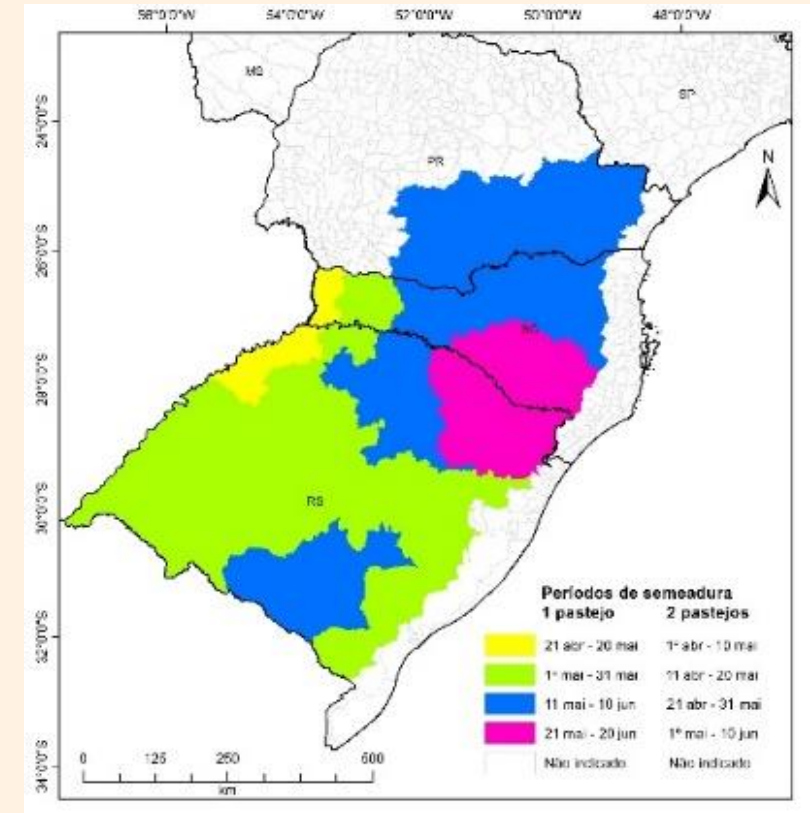 58°0'0"W 54°0'0"W 52°0'0"W 50°0'0"W 48°0'0"W
MS
SP
24°0'0"S
PR
N
26°0'0"S
SC
28°0'0"S
30°0'0"S
RS
Períodos de semeadura
1 pastejo 2 pastejos
21 abr - 20 mai 1º abr - 10 mai
1º mai - 31 mai 11 abr - 20 mai
11 mai - 10 jun 21 abr - 31 mai
21 mai - 20 jun 1º mai - 10 jun
Não indicado Não indicado
32°0'0"S
34°0'0"S
0 125 250 500
km